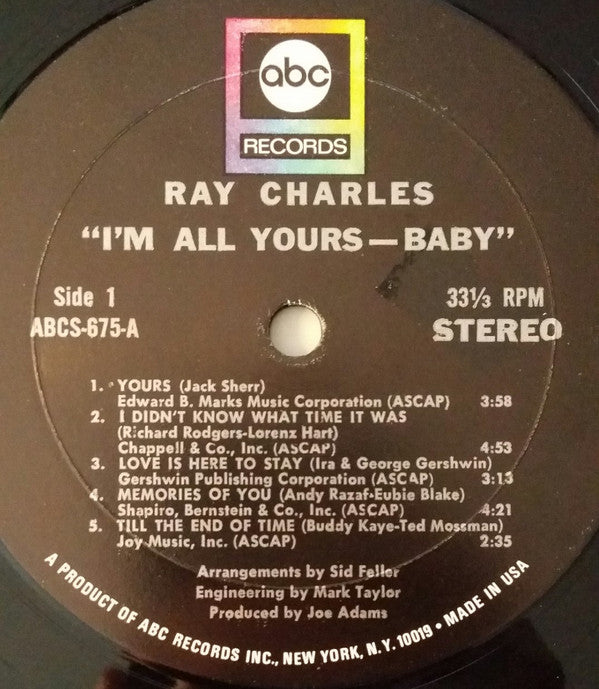 abc
RECORDS
RAY CHARLES
"I'M ALL YOURS—BABY"
Side 1
33⅓ RPM
ABCS-675-A
STEREO
1. YOURS (Jack Sherr)
Edward B. Marks Music Corporation (ASCAP) 3:58
2. I DIDN'T KNOW WHAT TIME IT WAS
(Richard Rodgers-Lorenz Hart)
Chappell & Co., Inc. (ASCAP) 4:53
3. LOVE IS HERE TO STAY (Ira & George Gershwin)
Gershwin Publishing Corporation (ASCAP) 3:13
4. MEMORIES OF YOU (Andy Razaf-Eubie Blake)
Shapiro, Bernstein & Co., Inc. (ASCAP) 4:21
5. TILL THE END OF TIME (Buddy Kaye-Ted Mossman)
Joy Music, Inc. (ASCAP) 2:35
Arrangements by Sid Feller
Engineering by Mark Taylor
Produced by Joe Adams
A PRODUCT OF ABC RECORDS INC., NEW YORK, N.Y. 10019 • MADE IN USA